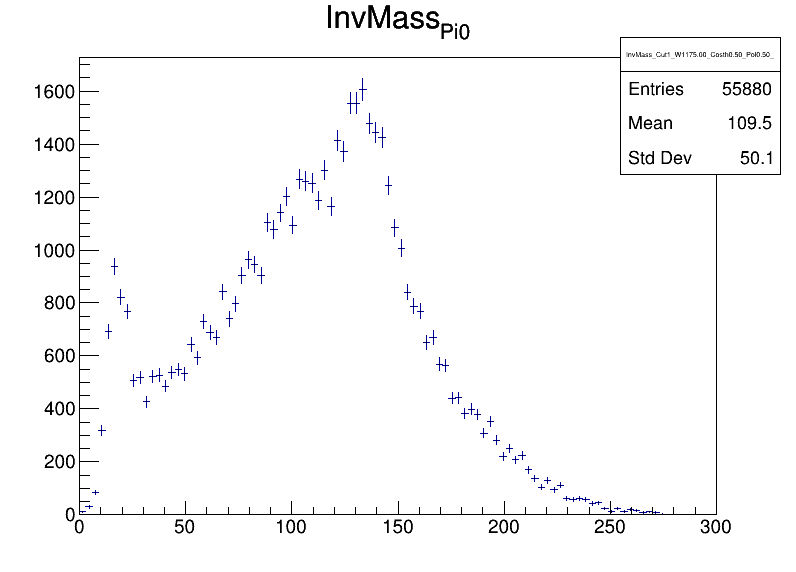 InvMassPi0
InvMass_Cut1_W1175.00_Costh0.50_Pol0.50_
Entries 55880
Mean 109.5
Std Dev 50.1
1600
1400
1200
1000
800
600
400
200
0
0 50 100 150 200 250 300